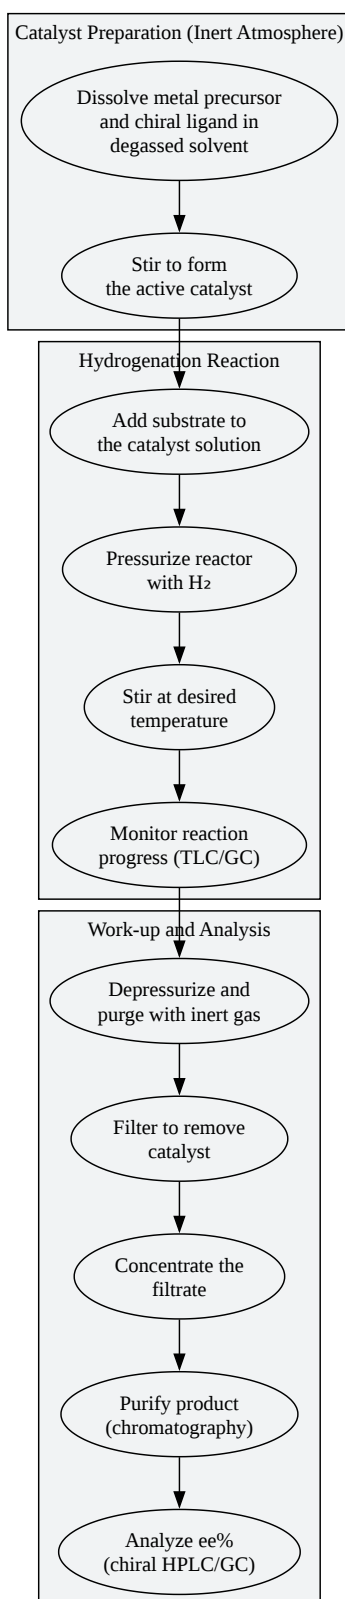 Catalyst Preparation (Inert Atmosphere)
Dissolve metal precursor
and chiral ligand in
degassed solvent
Stir to form
the active catalyst
Hydrogenation Reaction
Add substrate to
the catalyst solution
Pressurize reactor
with H₂
Stir at desired
temperature
Monitor reaction
progress (TLC/GC)
Work-up and Analysis
Depressurize and
purge with inert gas
Filter to remove
catalyst
Concentrate the
filtrate
Purify product
(chromatography)
Analyze ee%
(chiral HPLC/GC)